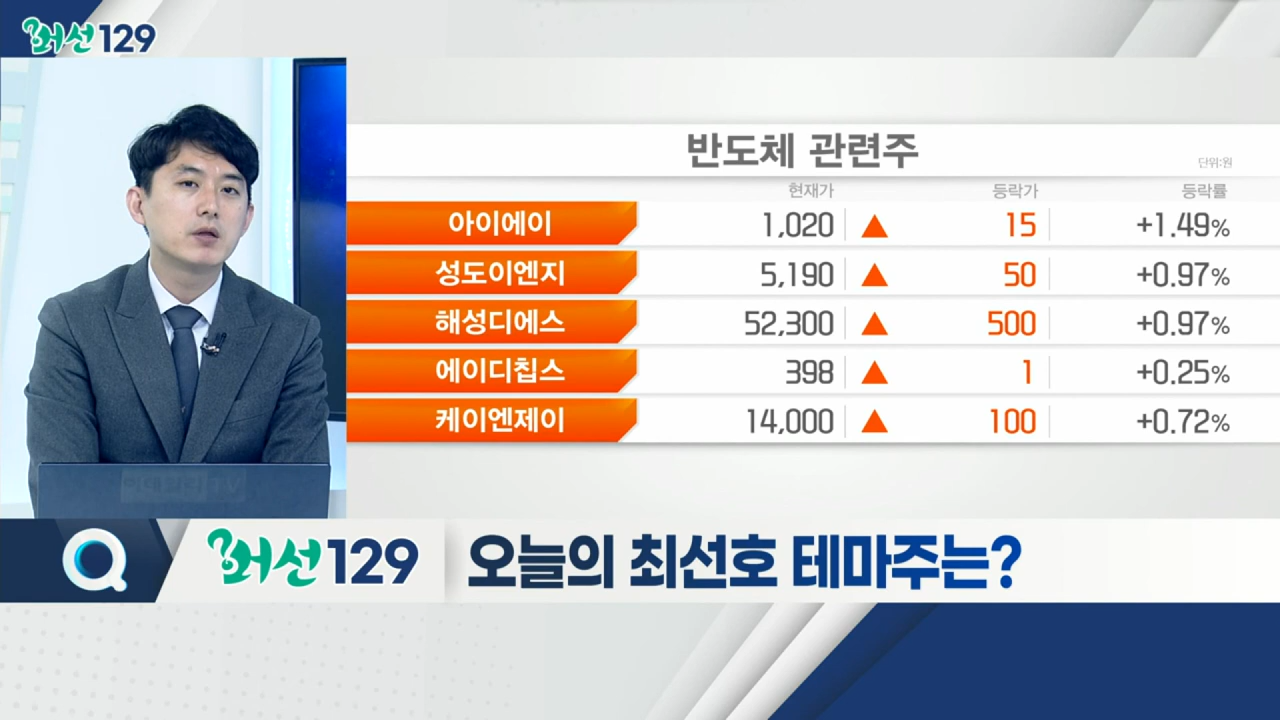 머선129
반도체 관련주
단위:원
현재가 등락가 등락률
아이에이 1,020 ▲ 15 +1.49%
성도이엔지 5,190 ▲ 50 +0.97%
해성디에스 52,300 ▲ 500 +0.97%
에이디칩스 398 ▲ 1 +0.25%
케이엔제이 14,000 ▲ 100 +0.72%
머선129 오늘의 최선호 테마주는?